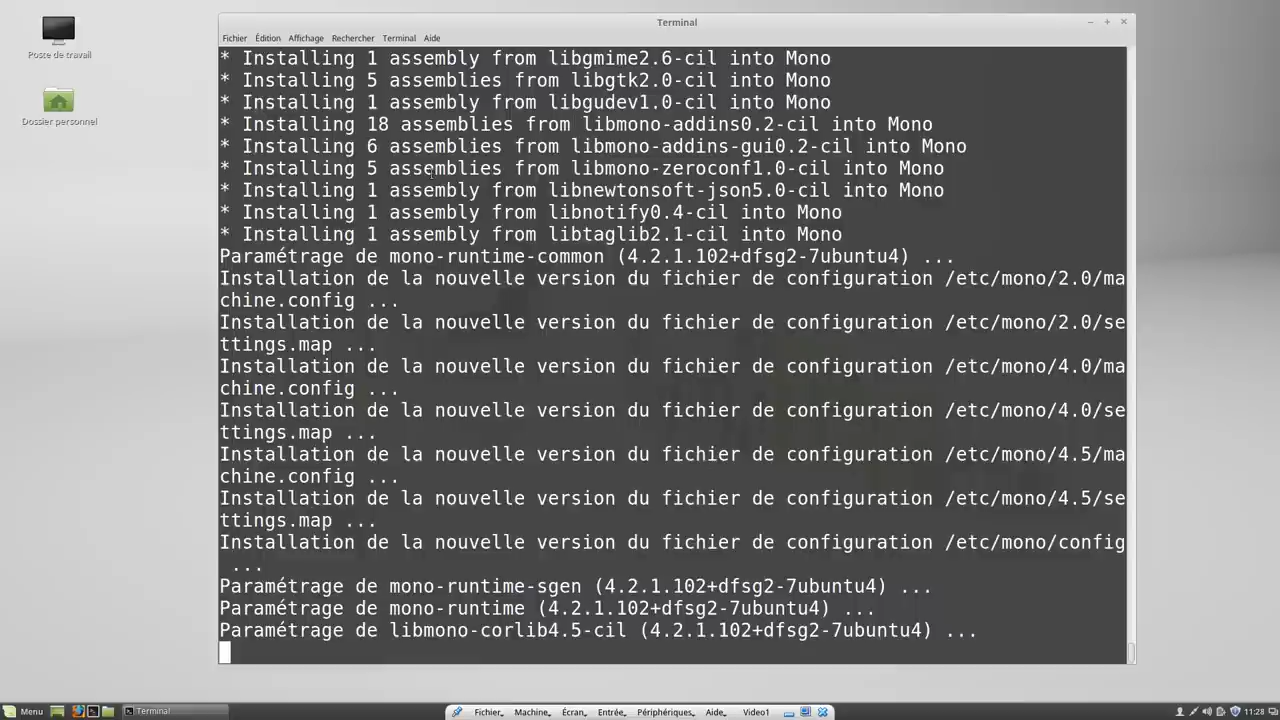 Terminal
Poste de travail
Dossier personnel
Fichier Édition Affichage Rechercher Terminal Aide
* Installing 1 assembly from libgmime2.6-cil into Mono
* Installing 5 assemblies from libgtk2.0-cil into Mono
* Installing 1 assembly from libgudev1.0-cil into Mono
* Installing 18 assemblies from libmono-addins0.2-cil into Mono
* Installing 6 assemblies from libmono-addins-gui0.2-cil into Mono
* Installing 5 assemblies from libmono-zeroconf1.0-cil into Mono
* Installing 1 assembly from libnewtonsoft-json5.0-cil into Mono
* Installing 1 assembly from libnotify0.4-cil into Mono
* Installing 1 assembly from libtaglib2.1-cil into Mono
Paramétrage de mono-runtime-common (4.2.1.102+dfsg2-7ubuntu4) ...
Installation de la nouvelle version du fichier de configuration /etc/mono/2.0/ma
chine.config ...
Installation de la nouvelle version du fichier de configuration /etc/mono/2.0/se
ttings.map ...
Installation de la nouvelle version du fichier de configuration /etc/mono/4.0/ma
chine.config ...
Installation de la nouvelle version du fichier de configuration /etc/mono/4.0/se
ttings.map ...
Installation de la nouvelle version du fichier de configuration /etc/mono/4.5/ma
chine.config ...
Installation de la nouvelle version du fichier de configuration /etc/mono/4.5/se
ttings.map ...
Installation de la nouvelle version du fichier de configuration /etc/mono/config
...
Paramétrage de mono-runtime-sgen (4.2.1.102+dfsg2-7ubuntu4) ...
Paramétrage de mono-runtime (4.2.1.102+dfsg2-7ubuntu4) ...
Paramétrage de libmono-corlib4.5-cil (4.2.1.102+dfsg2-7ubuntu4) ...
Menu Terminal Fichier Machine Écran Entrée Périphériques Aide Video1 11:28